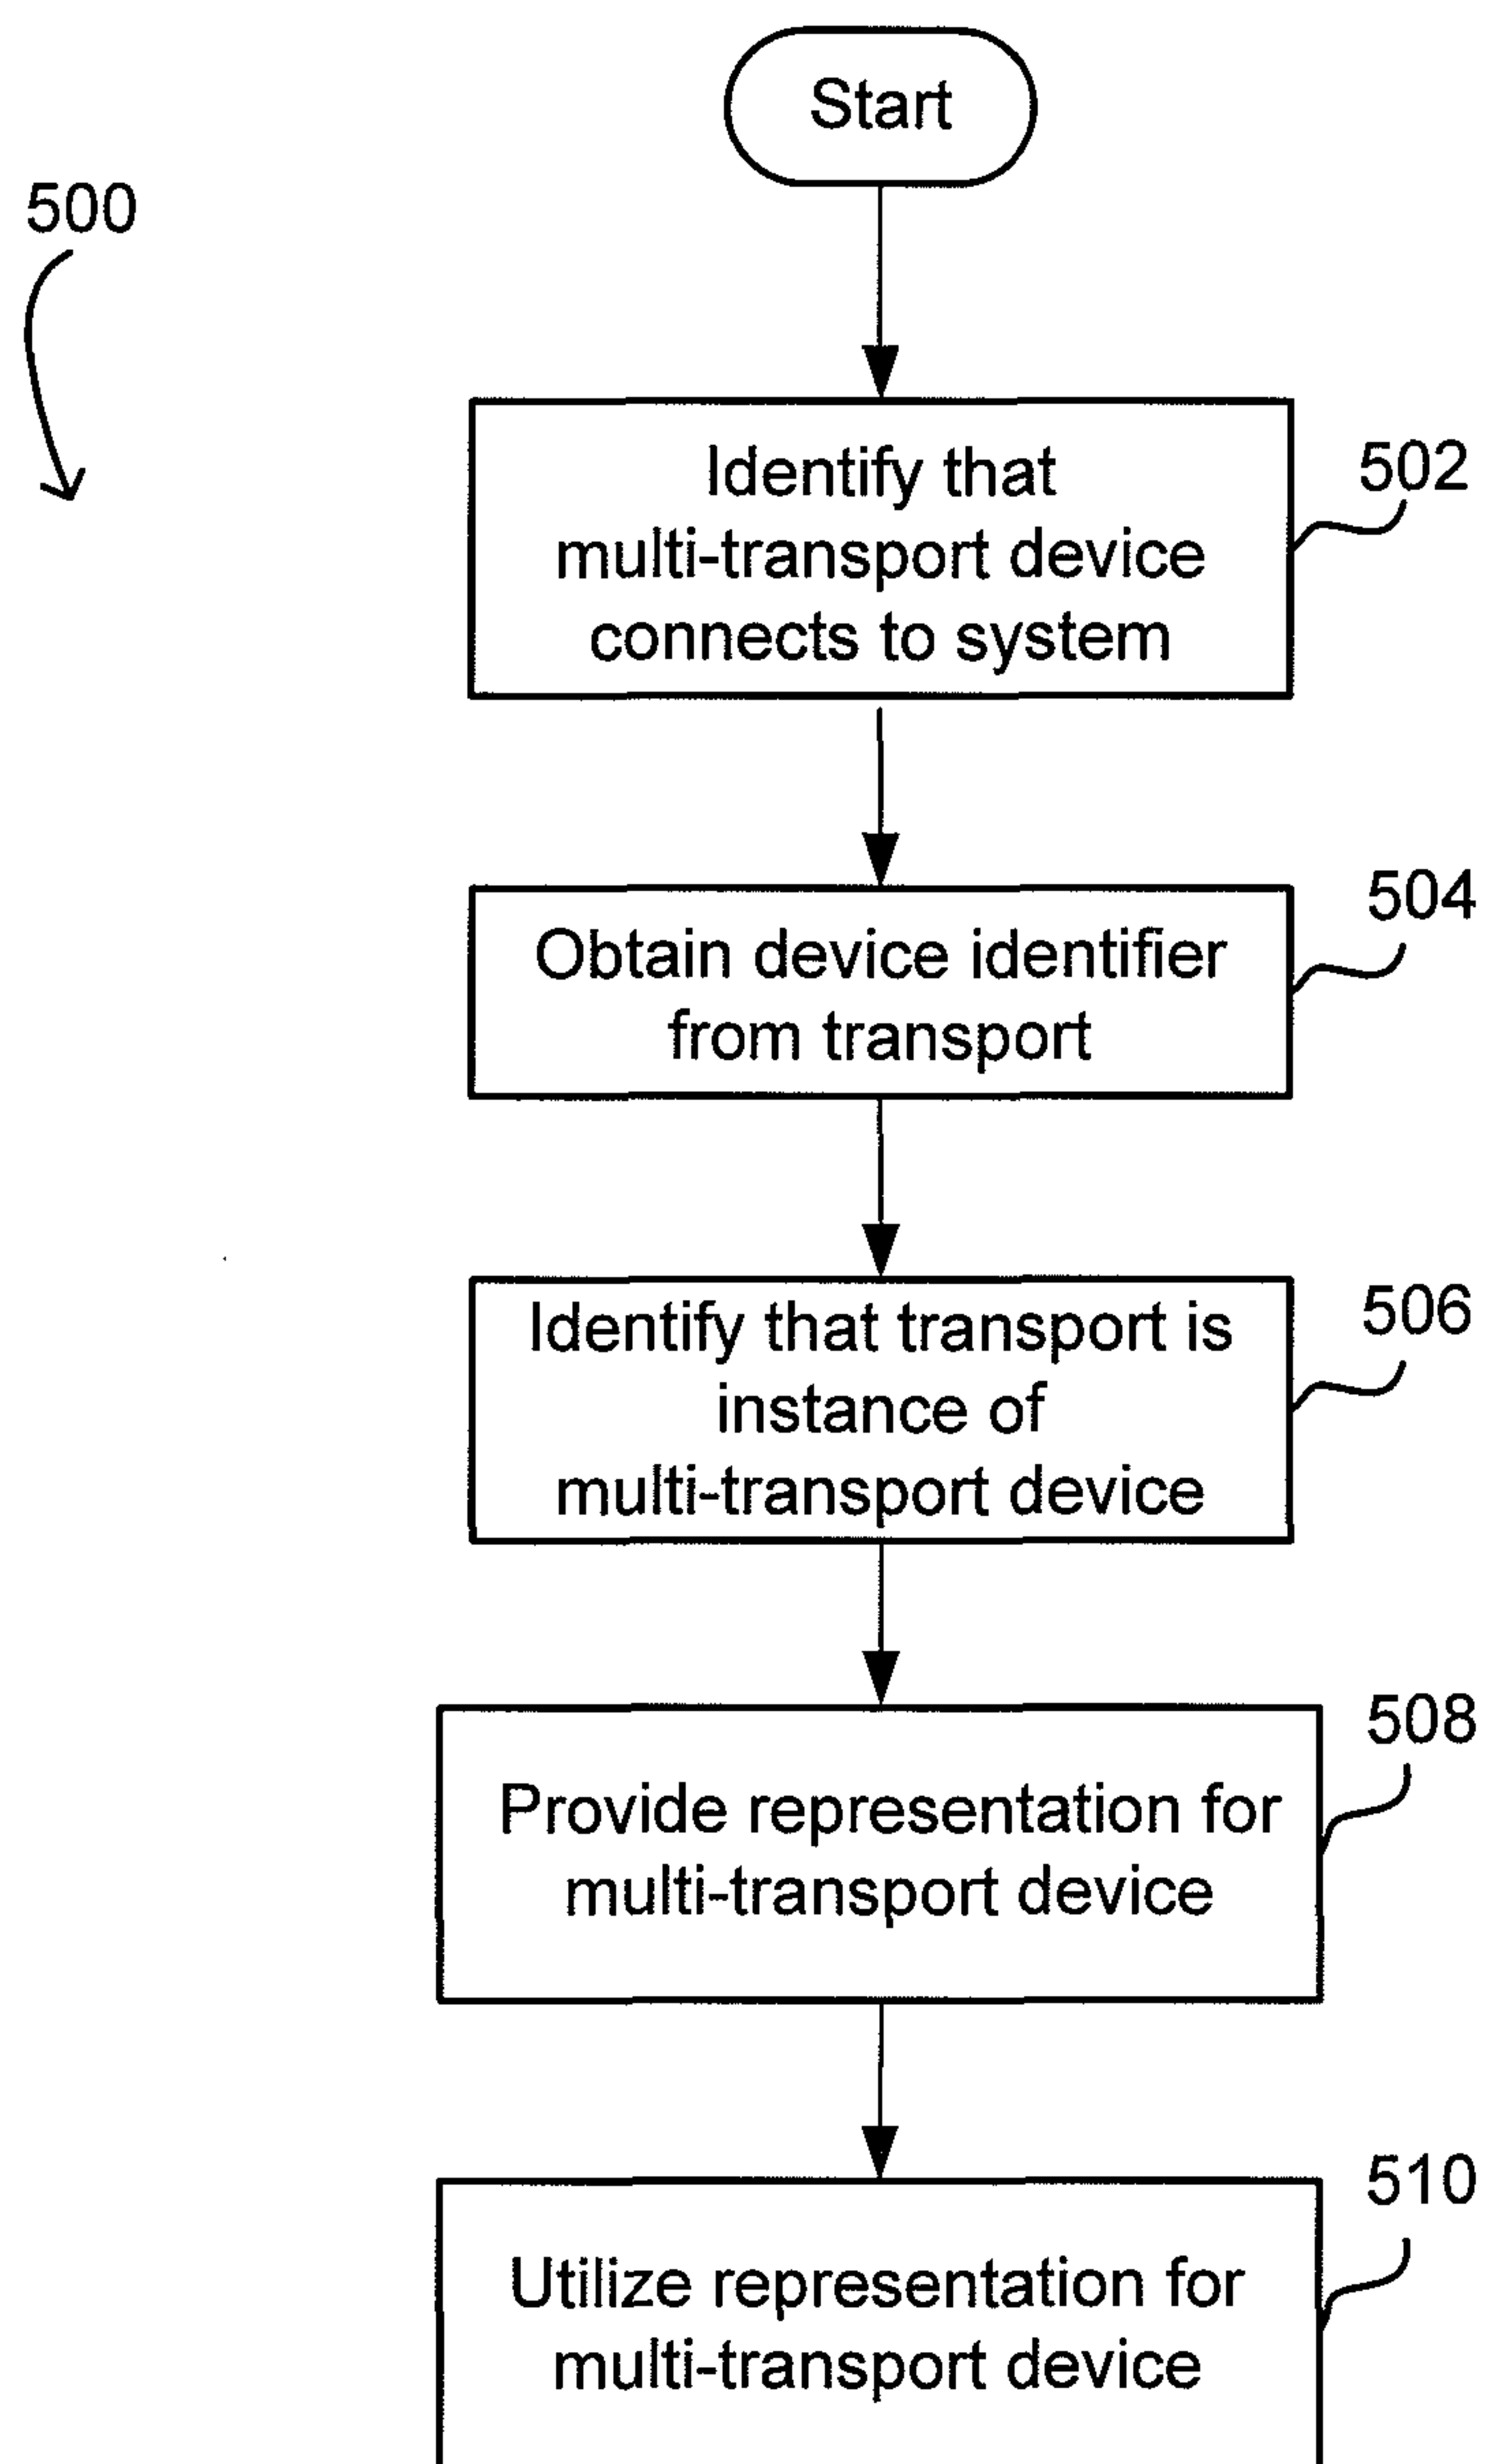 Start
500
Identify that
multi-transport device
connects to system
502
Obtain device identifier
from transport
504
Identify that transport is
instance of
multi-transport device
506
Provide representation for
multi-transport device
508
Utilize representation for
multi-transport device
510